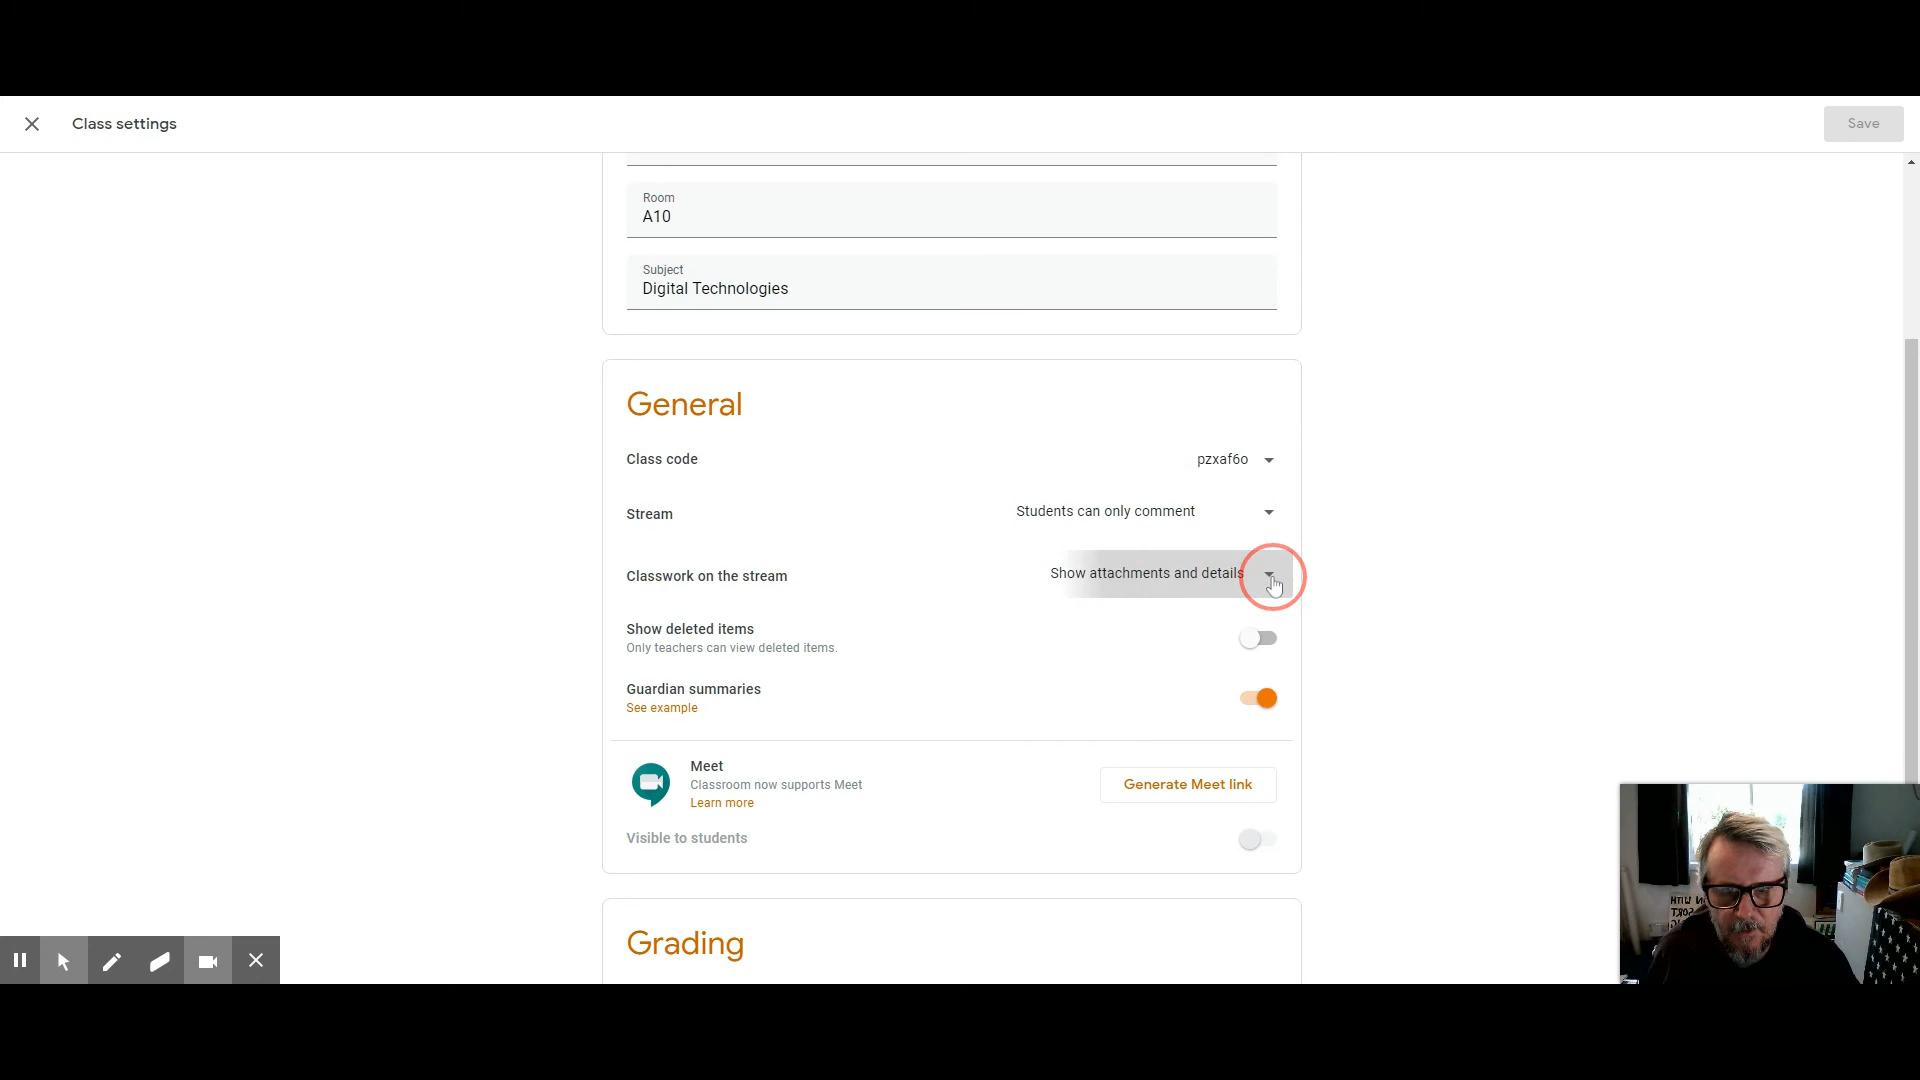 Class settings
Save
Room
A10
Subject
Digital Technologies
General
Class code
pzxaf6o
Stream
Students can only comment
Classwork on the stream
Show attachments and details
Show deleted items
Only teachers can view deleted items.
Guardian summaries
See example
Meet
Classroom now supports Meet
Learn more
Generate Meet link
Visible to students
Grading